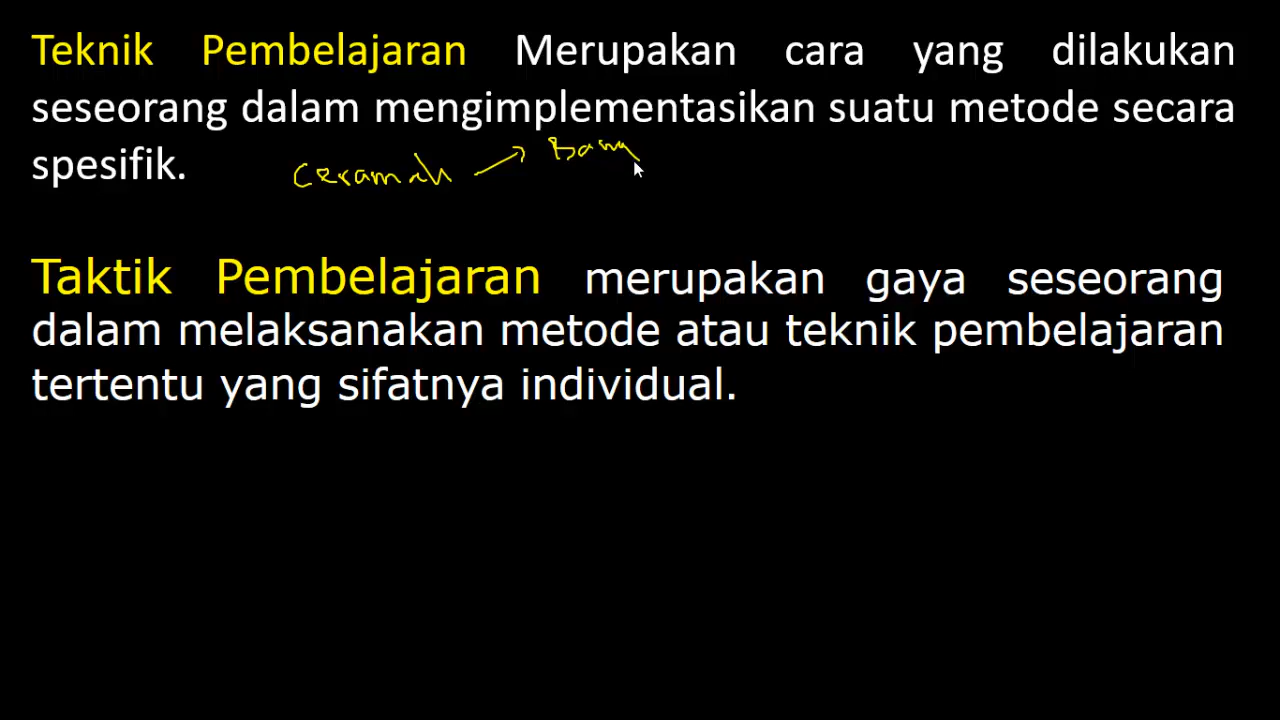 Teknik Pembelajaran Merupakan cara yang dilakukan
seseorang dalam mengimplementasikan suatu metode secara
spesifik.
Ceramah → Bany
Taktik Pembelajaran merupakan gaya seseorang
dalam melaksanakan metode atau teknik pembelajaran
tertentu yang sifatnya individual.